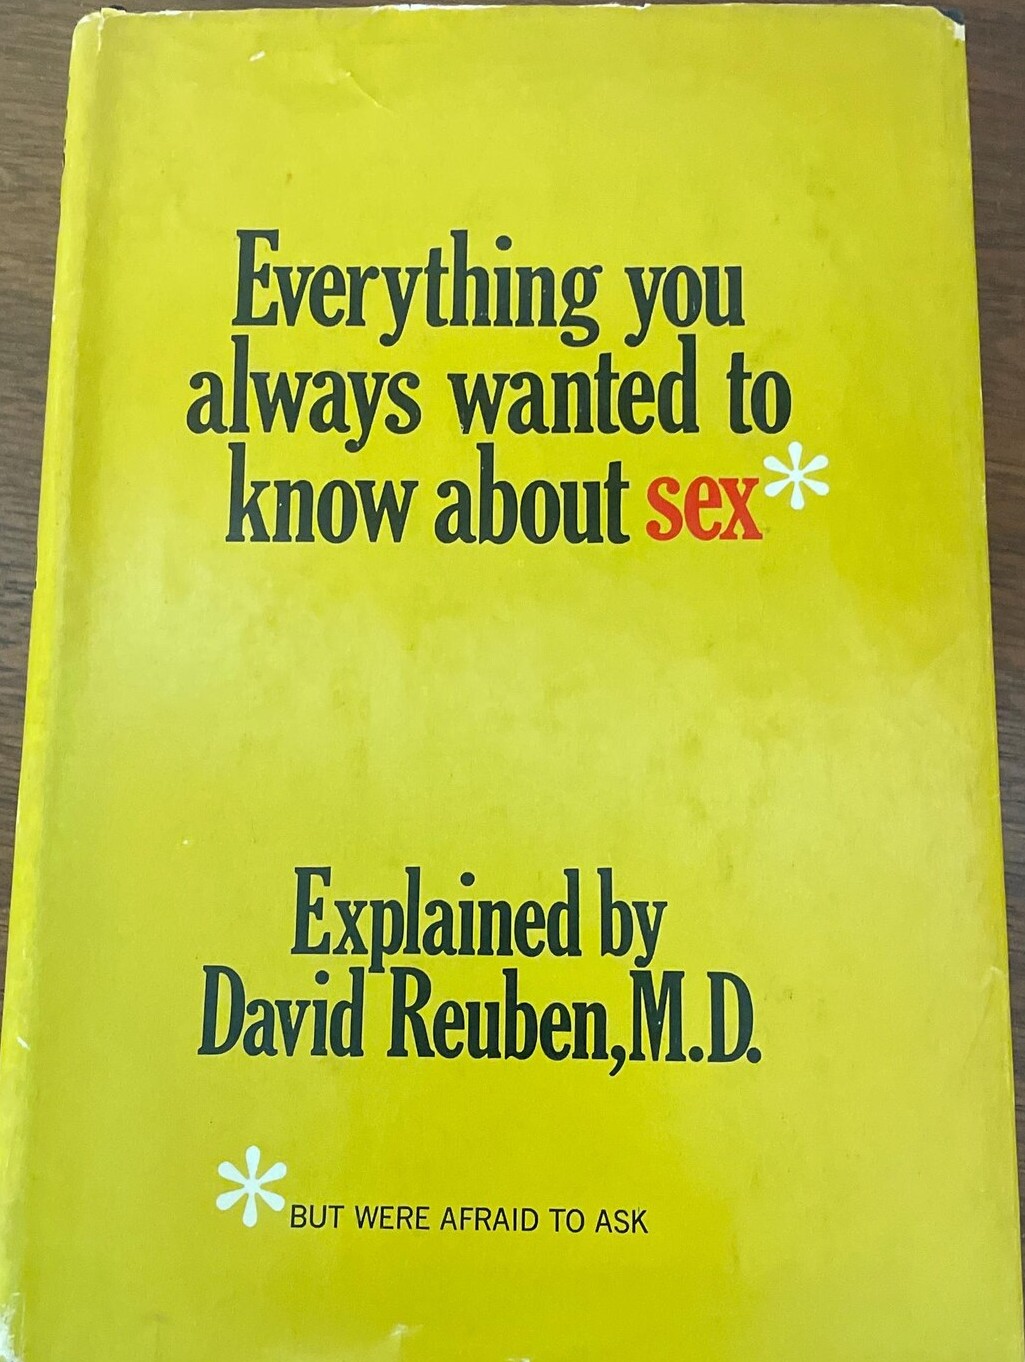 Everything you
always wanted to
know about sex*
Explained by
David Reuben, M.D.
*BUT WERE AFRAID TO ASK